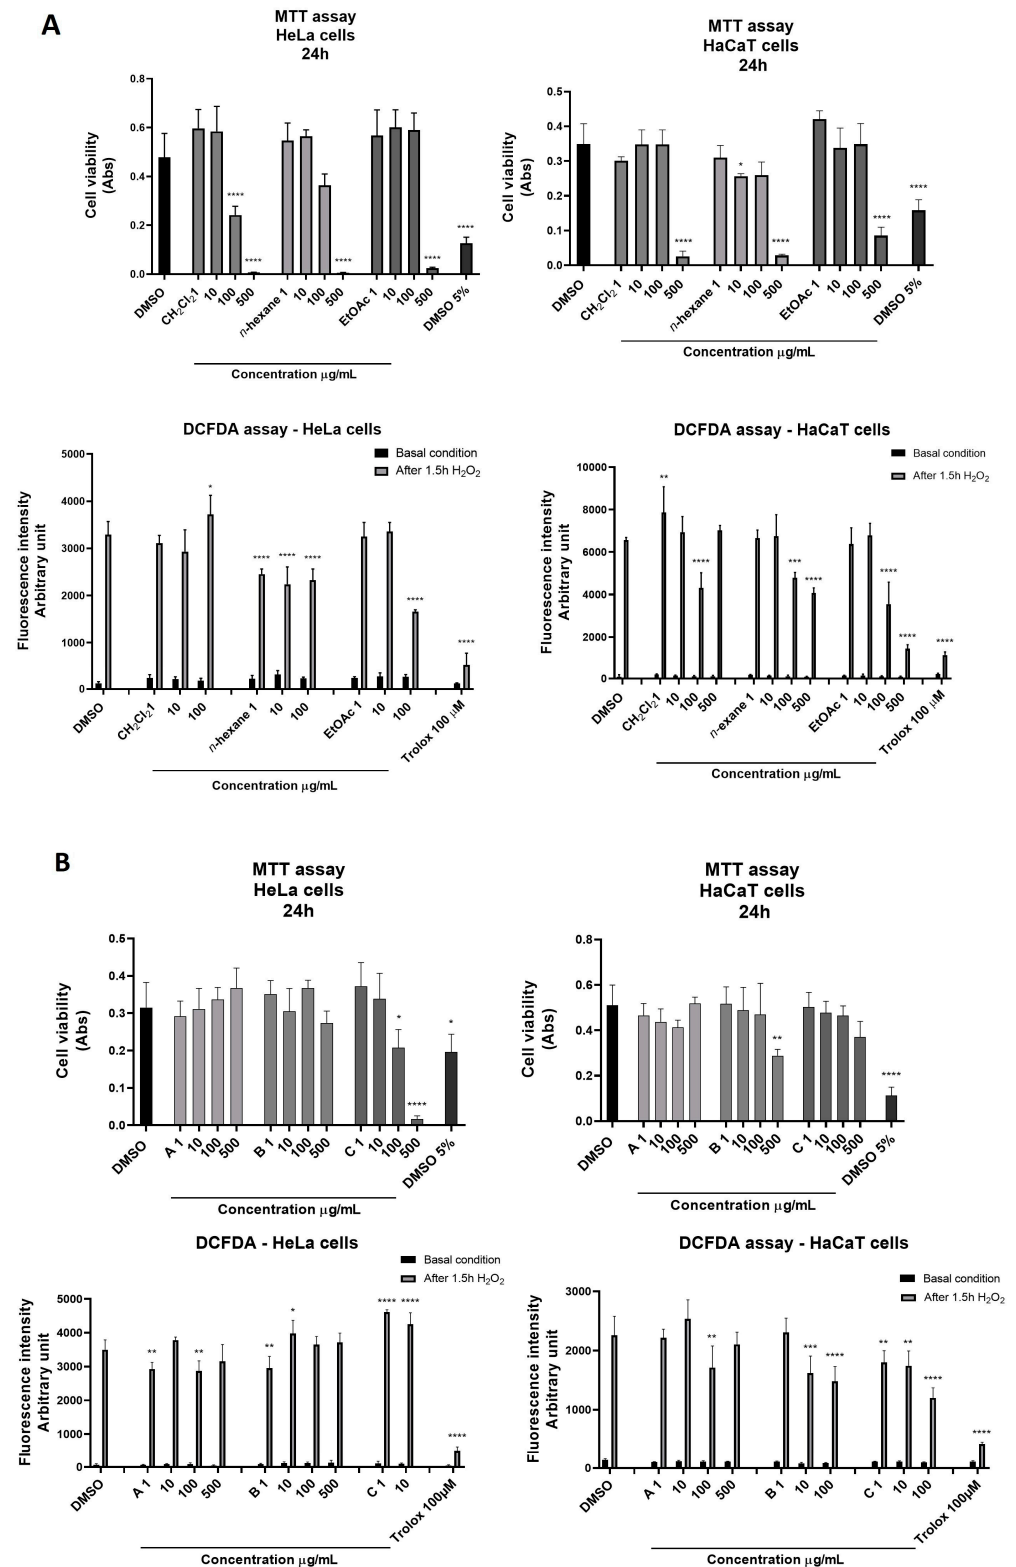 A
MTT assay
HeLa cells
24h
Cell viability
(Abs)
0.8
0.6
0.4
0.2
0.0
****
****
****
****
****
DMSO
CH₂Cl₂ 1
10
100
500
n-hexane 1
10
100
500
EtOAc 1
10
100
500
DMSO 5%
Concentration μg/mL
MTT assay
HaCaT cells
24h
Cell viability
(Abs)
0.5
0.4
0.3
0.2
0.1
0.0
****
*
****
****
****
DMSO
CH₂Cl₂ 1
10
100
500
n-hexane 1
10
100
500
EtOAc 1
10
100
500
DMSO 5%
Concentration μg/mL
DCFDA assay - HeLa cells
Basal condition
After 1.5h H₂O₂
Fluorescence intensity
Arbitrary unit
5000
4000
3000
2000
1000
0
*
****
****
****
****
****
DMSO
CH₂Cl₂ 1
10
100
n-hexane 1
10
100
EtOAc 1
10
100
Trolox 100 μM
Concentration μg/mL
DCFDA assay - HaCaT cells
Basal condition
After 1.5h H₂O₂
Fluorescence intensity
Arbitrary unit
10000
8000
6000
4000
2000
0
**
****
***
****
****
****
****
DMSO
CH₂Cl₂ 1
10
100
500
n-exane 1
10
100
500
EtOAc 1
10
100
500
Trolox 100 μM
Concentration μg/mL
B
MTT assay
HeLa cells
24h
Cell viability
(Abs)
0.5
0.4
0.3
0.2
0.1
0.0
*
****
*
DMSO
A 1
10
100
500
B 1
10
100
500
C 1
10
100
500
DMSO 5%
Concentration μg/mL
MTT assay
HaCaT cells
24h
Cell viability
(Abs)
0.8
0.6
0.4
0.2
0.0
**
****
DMSO
A 1
10
100
500
B 1
10
100
500
C 1
10
100
500
DMSO 5%
Concentration μg/mL
DCFDA - HeLa cells
Basal condition
After 1.5h H₂O₂
Fluorescence intensity
Arbitrary unit
5000
4000
3000
2000
1000
0
**
**
**
*
****
****
****
DMSO
A 1
10
100
500
B 1
10
100
500
C 1
10
Trolox 100μM
Concentration μg/mL
DCFDA assay - HaCaT cells
Basal condition
After 1.5h H₂O₂
Fluorescence intensity
Arbitrary unit
3000
2000
1000
0
**
***
****
**
**
****
****
DMSO
A 1
10
100
500
B 1
10
100
C 1
10
100
Trolox 100μM
Concentration μg/mL